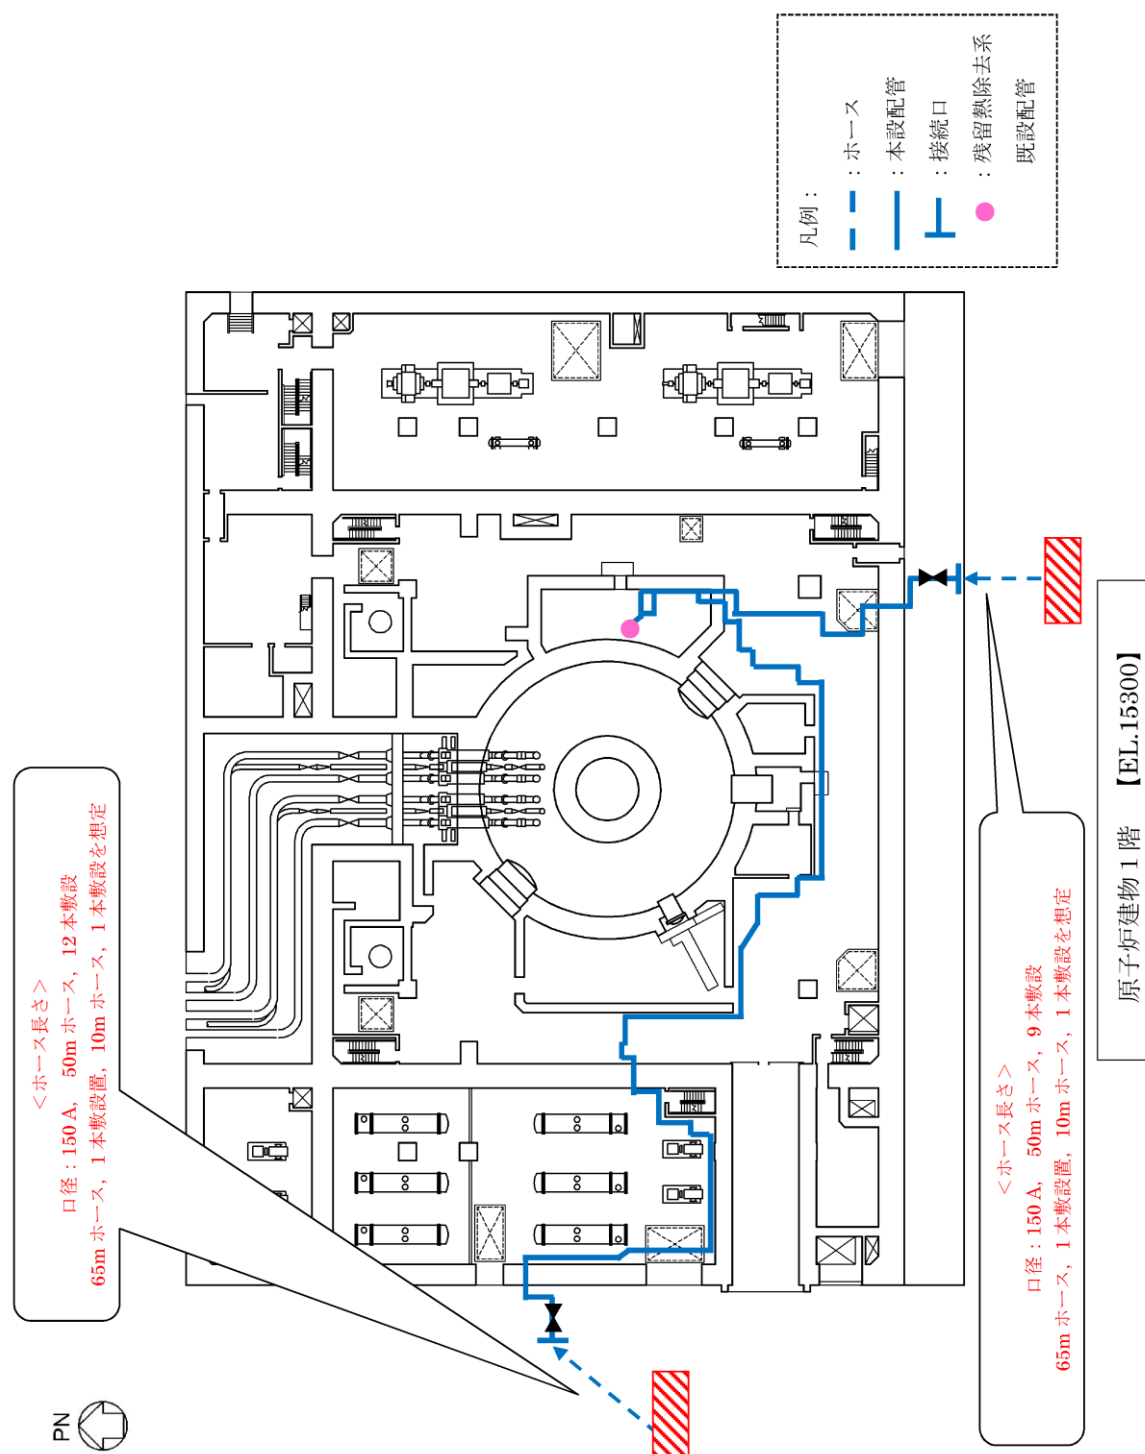 凡例：
：ホース
：本設配管
：接続口
：残留熱除去系
既設配管
＜ホース長さ＞
口径：150 A,　50m ホース，12 本敷設
65m ホース，1 本敷設置，10m ホース，1 本敷設を想定
＜ホース長さ＞
口径：150 A,　50m ホース，9 本敷設
65m ホース，1 本敷設置，10m ホース，1 本敷設を想定
原子炉建物 1 階　【EL.15300】
PN